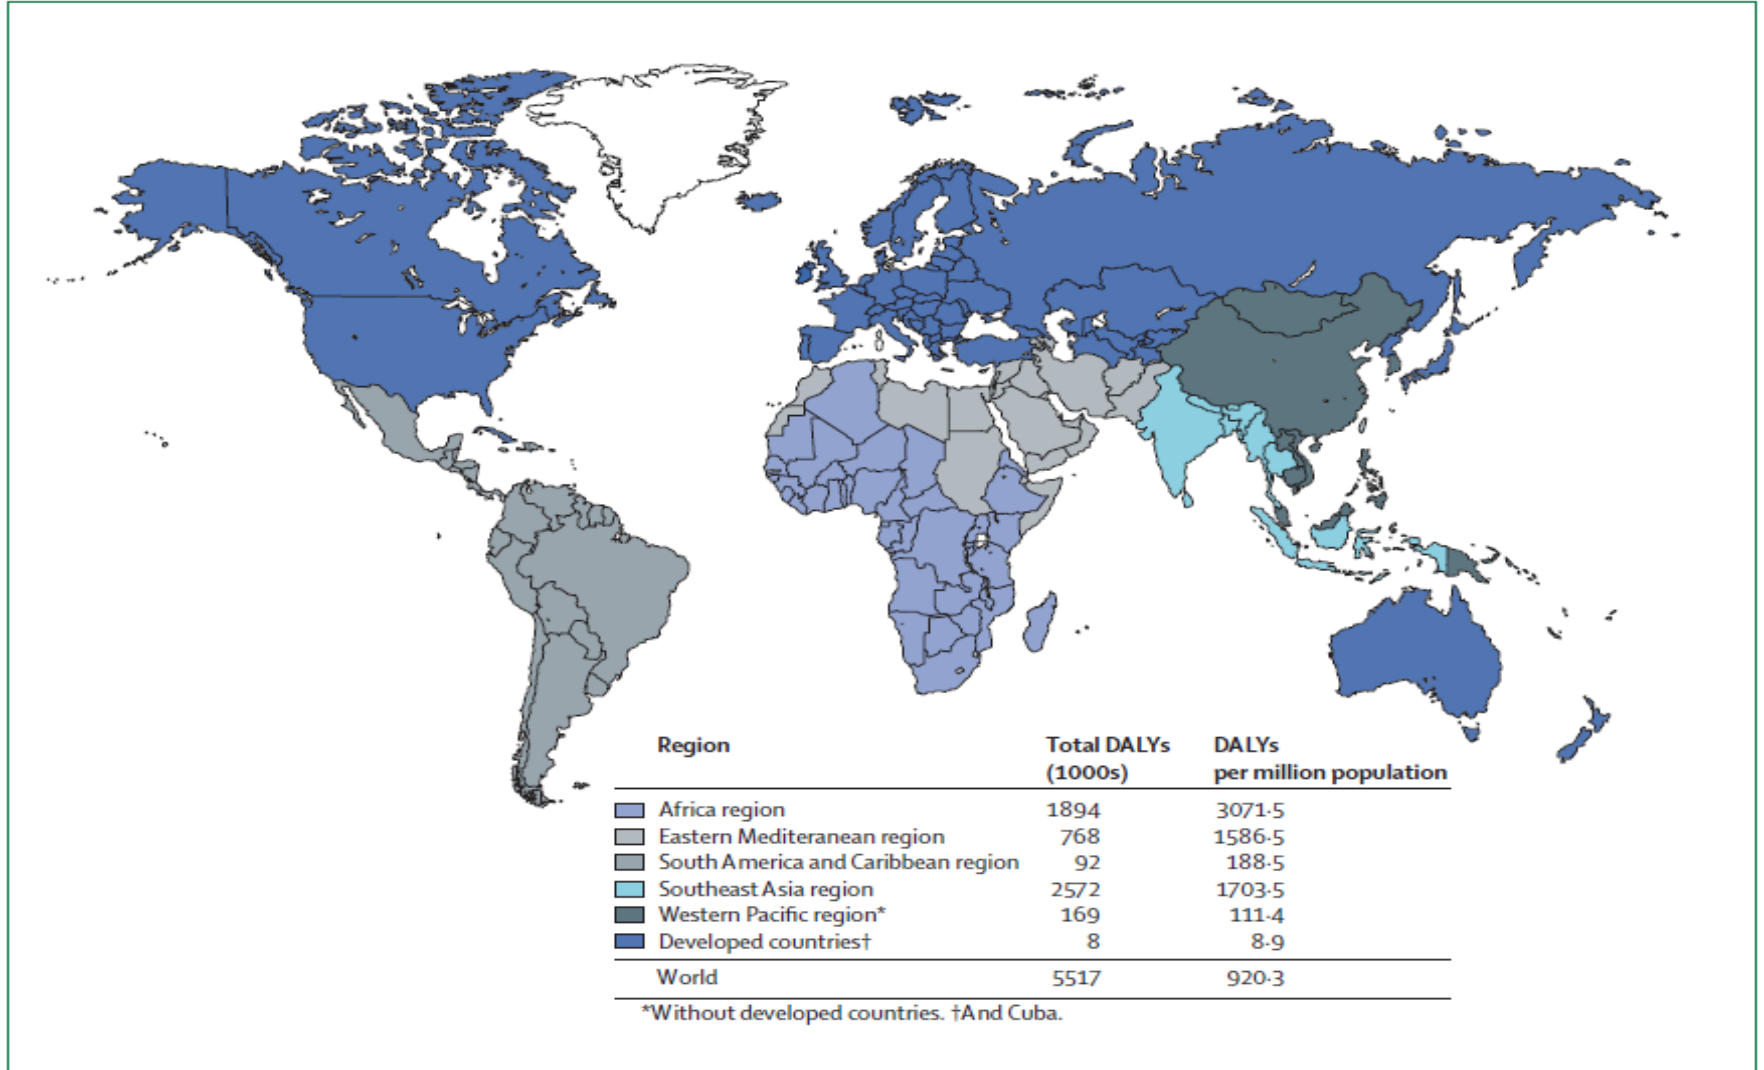 Region Total DALYs DALYs
(1000s) per million population
Africa region 1894 3071·5
Eastern Mediteranean region 768 1586·5
South America and Caribbean region 92 188·5
Southeast Asia region 2572 1703·5
Western Pacific region* 169 111·4
Developed countries† 8 8·9
World 5517 920·3
*Without developed countries. †And Cuba.